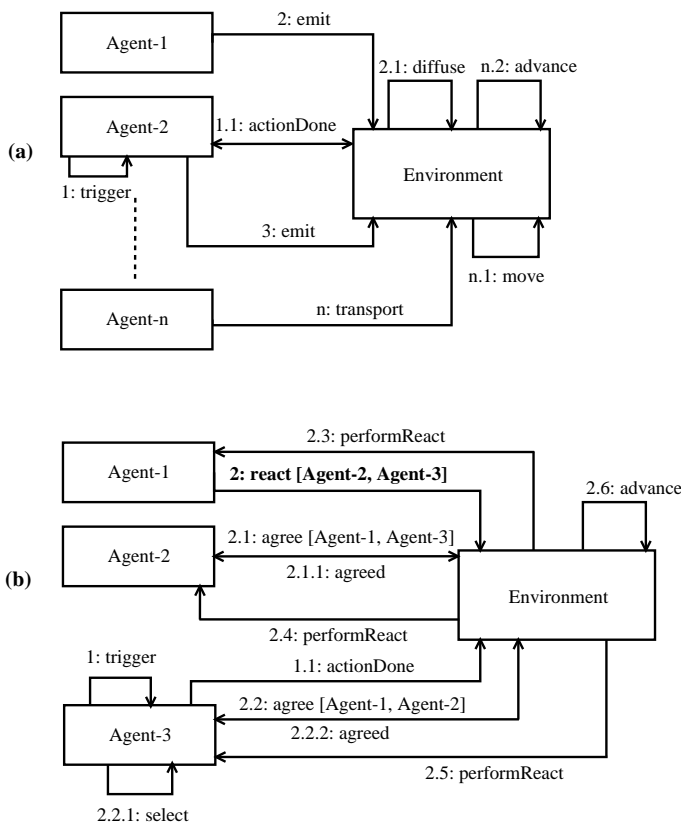 2: emit
Agent-1
2.1: diffuse
n.2: advance
Agent-2
1.1: actionDone
(a)
Environment
1: trigger
3: emit
n.1: move
Agent-n
n: transport
2.3: performReact
Agent-1
2: react [Agent-2, Agent-3]
2.6: advance
2.1: agree [Agent-1, Agent-3]
Agent-2
2.1.1: agreed
(b)
Environment
2.4: performReact
1: trigger
1.1: actionDone
2.2: agree [Agent-1, Agent-2]
Agent-3
2.2.2: agreed
2.5: performReact
2.2.1: select